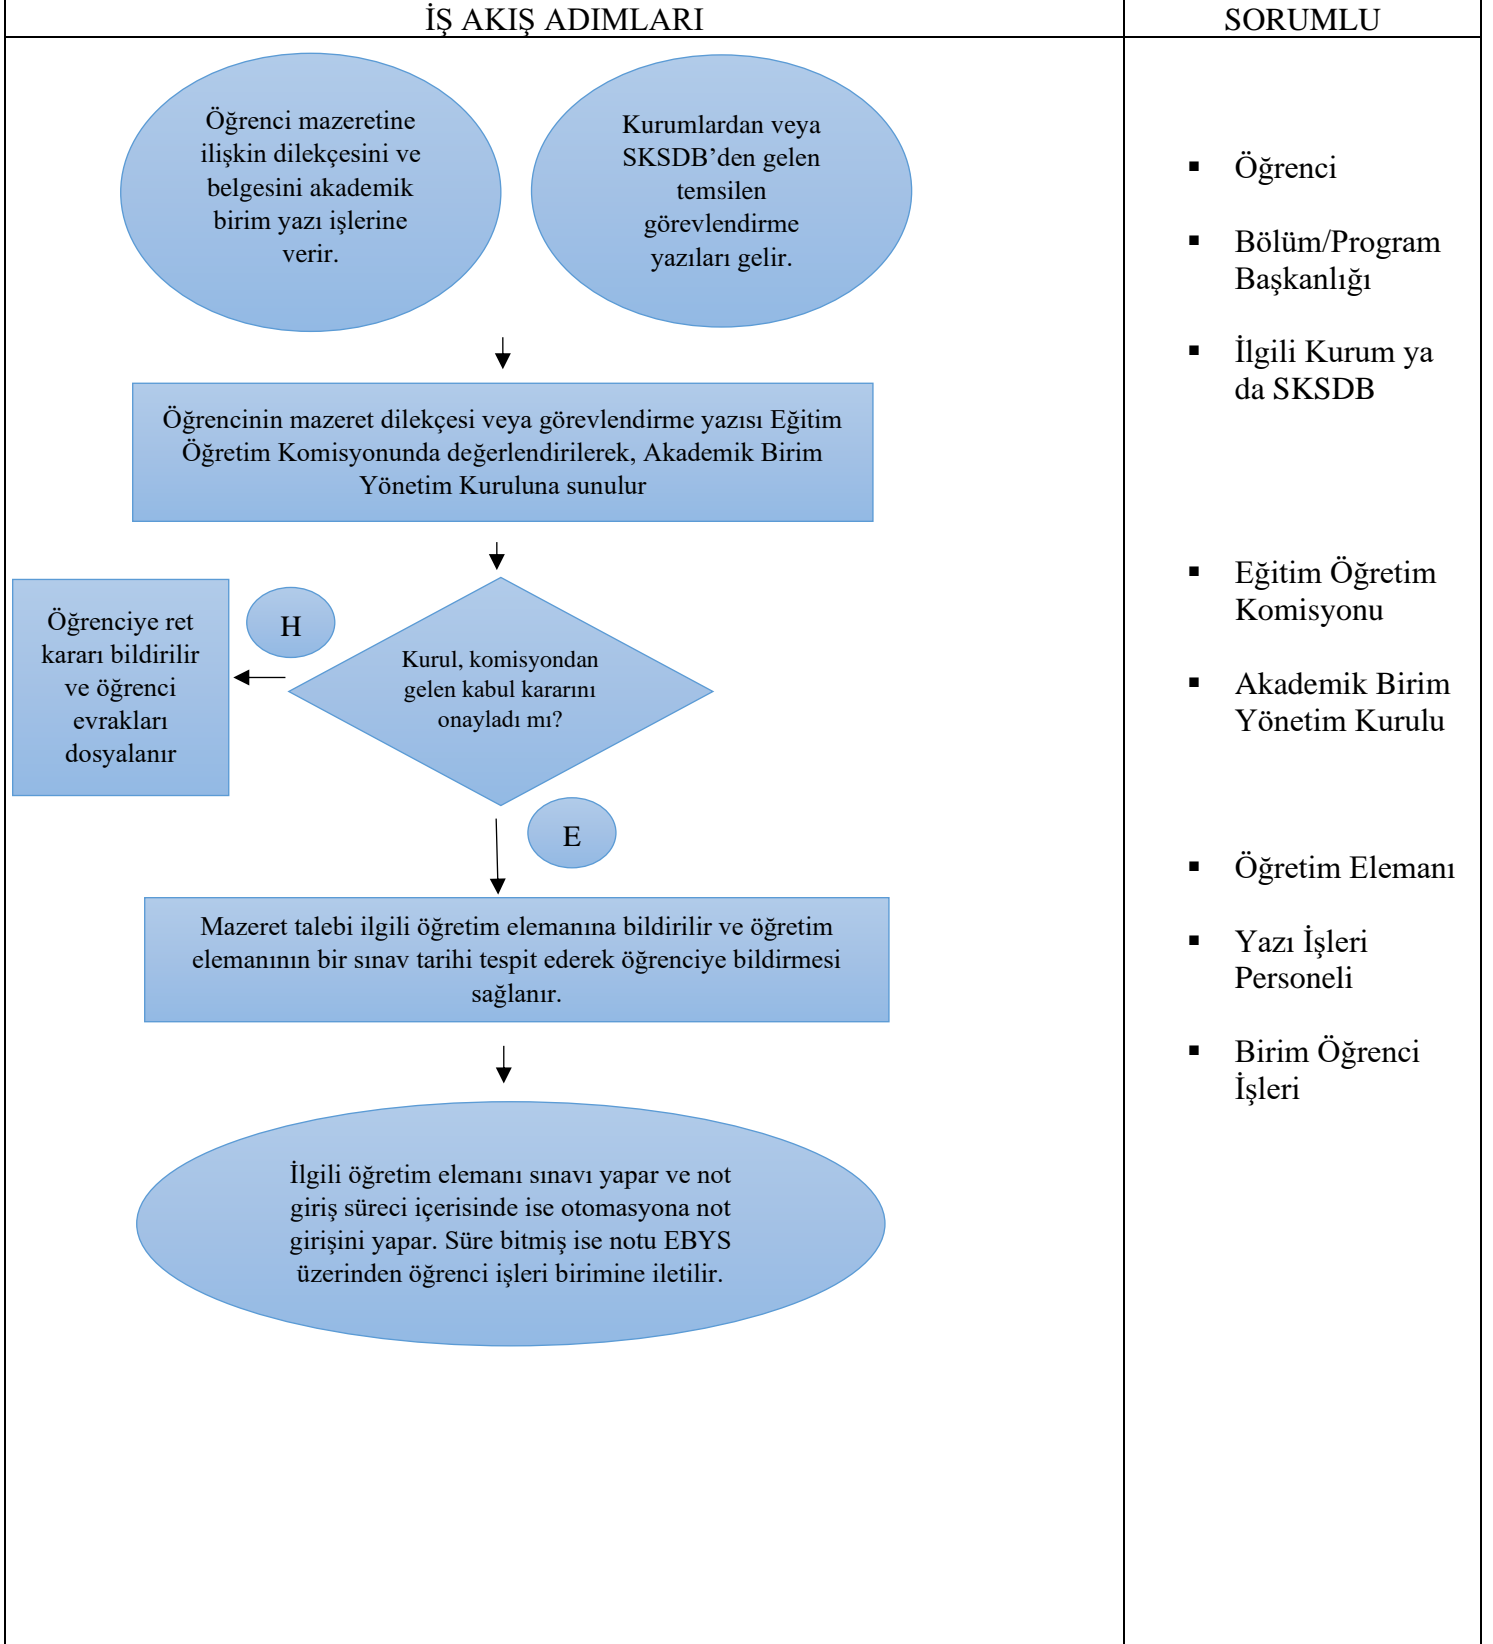 İŞ AKIŞ ADIMLARI
SORUMLU
Öğrenci mazeretine
ilişkin dilekçesini ve
belgesini akademik
birim yazı işlerine
verir.
Kurumlardan veya
SKSDB’den gelen
temsilen
görevlendirme
yazıları gelir.
Öğrencinin mazeret dilekçesi veya görevlendirme yazısı Eğitim
Öğretim Komisyonunda değerlendirilerek, Akademik Birim
Yönetim Kuruluna sunulur
Öğrenciye ret
kararı bildirilir
ve öğrenci
evrakları
dosyalanır
H
Kurul, komisyondan
gelen kabul kararını
onayladı mı?
E
Mazeret talebi ilgili öğretim elemanına bildirilir ve öğretim
elemanının bir sınav tarihi tespit ederek öğrenciye bildirmesi
sağlanır.
İlgili öğretim elemanı sınavı yapar ve not
giriş süreci içerisinde ise otomasyona not
girişini yapar. Süre bitmiş ise notu EBYS
üzerinden öğrenci işleri birimine iletilir.
▪ Öğrenci
▪ Bölüm/Program
Başkanlığı
▪ İlgili Kurum ya
da SKSDB
▪ Eğitim Öğretim
Komisyonu
▪ Akademik Birim
Yönetim Kurulu
▪ Öğretim Elemanı
▪ Yazı İşleri
Personeli
▪ Birim Öğrenci
İşleri